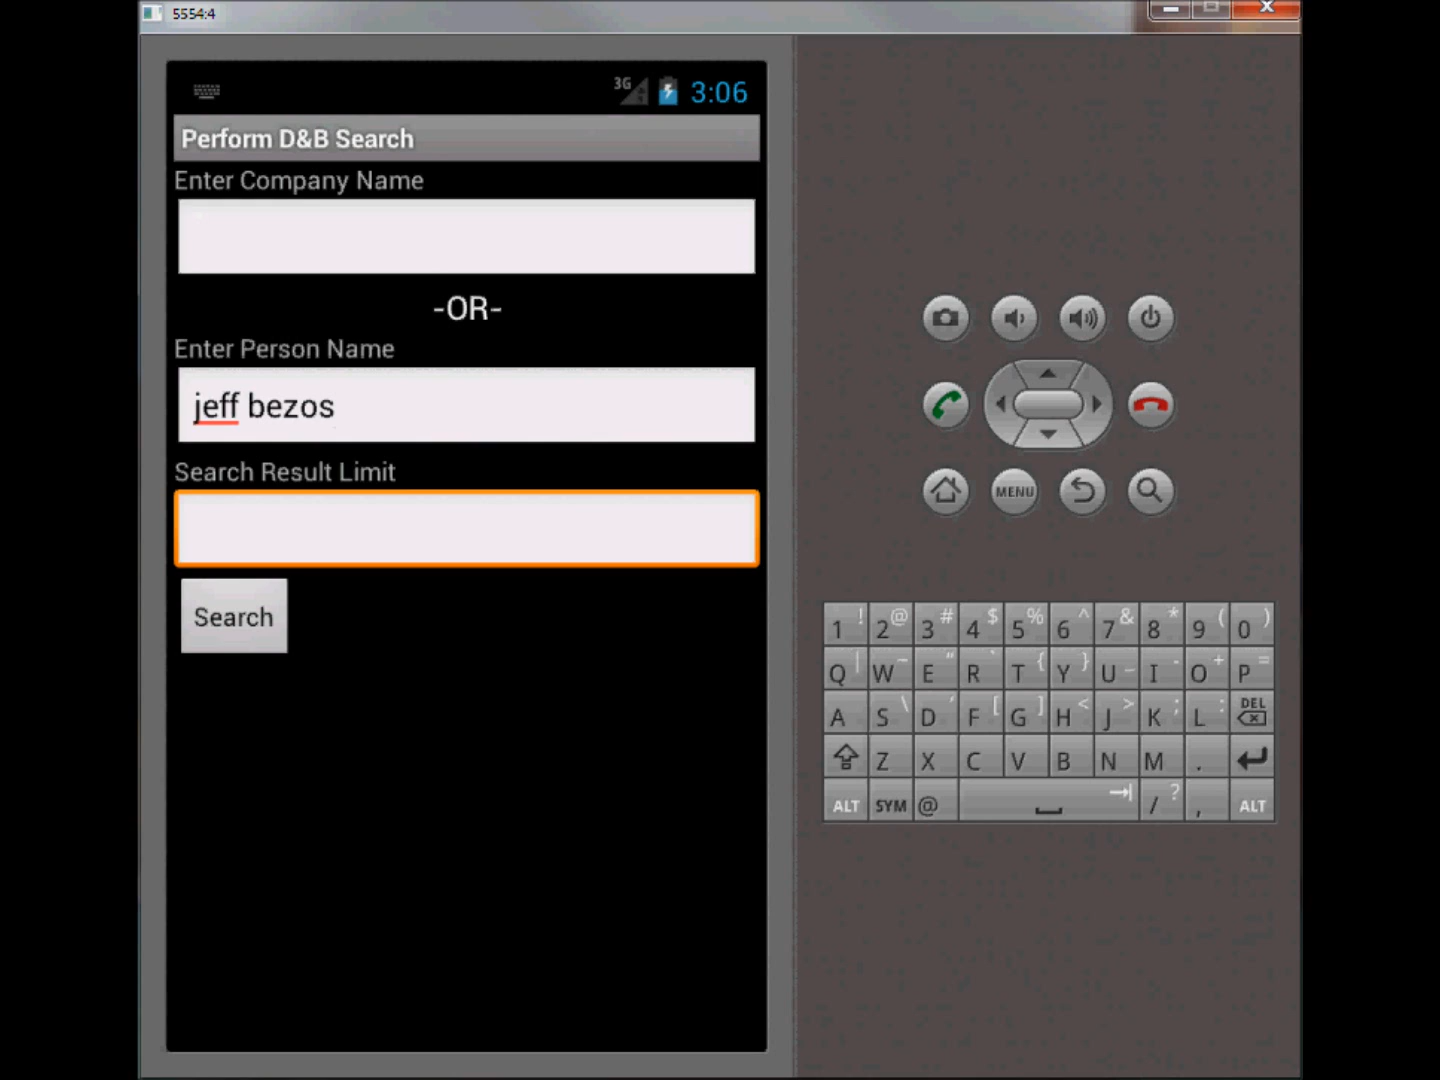 5554:4
3G 3:06
Perform D&B Search
Enter Company Name
-OR-
Enter Person Name
jeff bezos
Search Result Limit
Search
MENU
1 ! 2 @ 3 # 4 $ 5 % 6 ^ 7 & 8 * 9 ( 0 )
Q | W ~ E " R ` T { Y } U _ I - O + P =
A S \ D ' F [ G ] H < J > K ; L : DEL
Z X C V B N M .
ALT SYM @ / ? , ALT